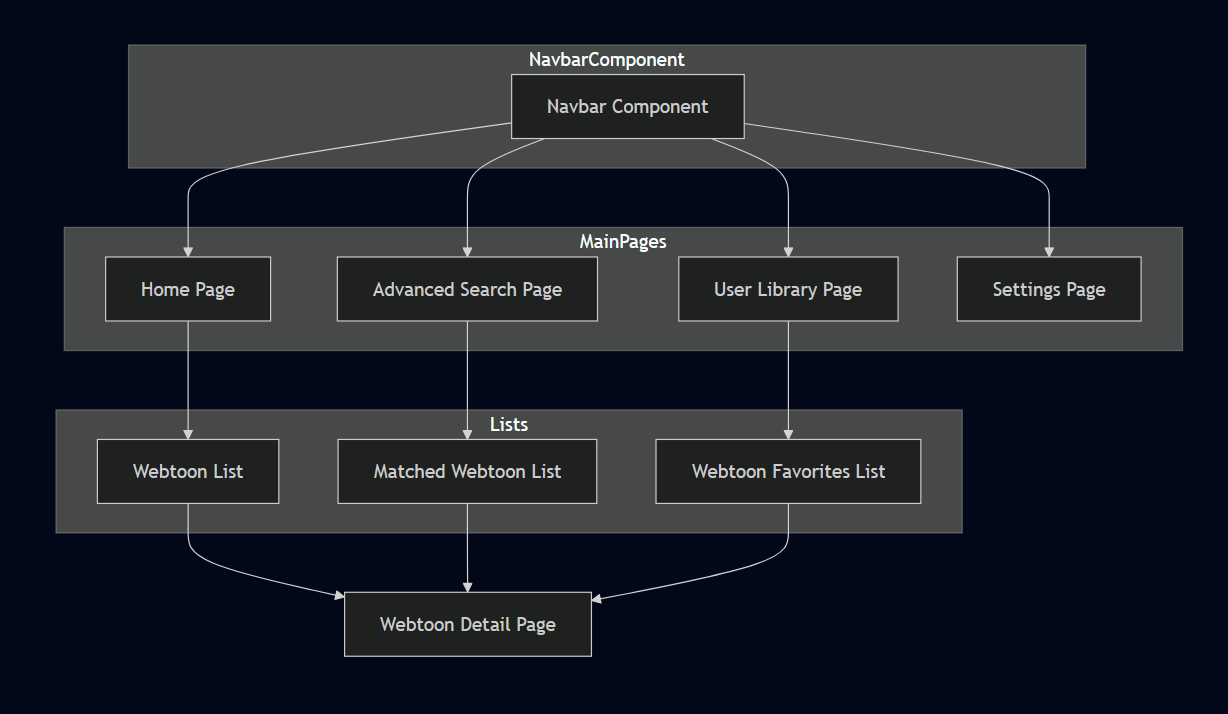 NavbarComponent
Navbar Component
MainPages
Home Page
Advanced Search Page
User Library Page
Settings Page
Lists
Webtoon List
Matched Webtoon List
Webtoon Favorites List
Webtoon Detail Page